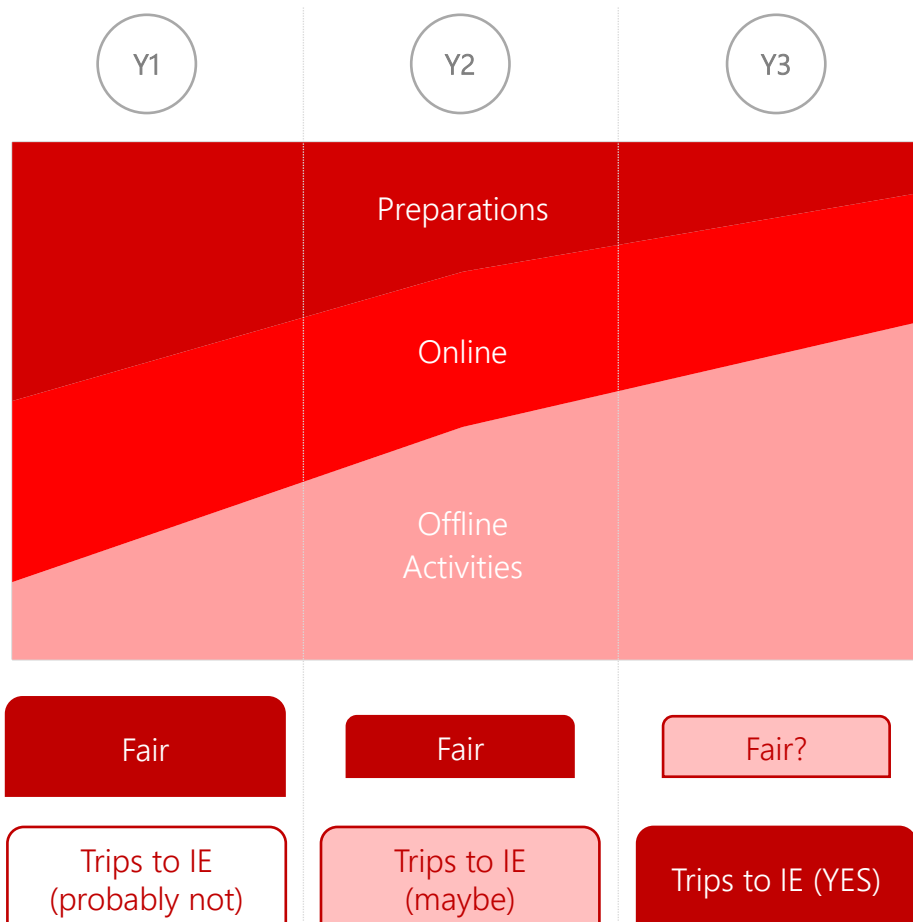 Y1
Y2
Y3
Preparations
Online
Offline
Activities
Fair
Fair
Fair?
Trips to IE
(probably not)
Trips to IE
(maybe)
Trips to IE (YES)